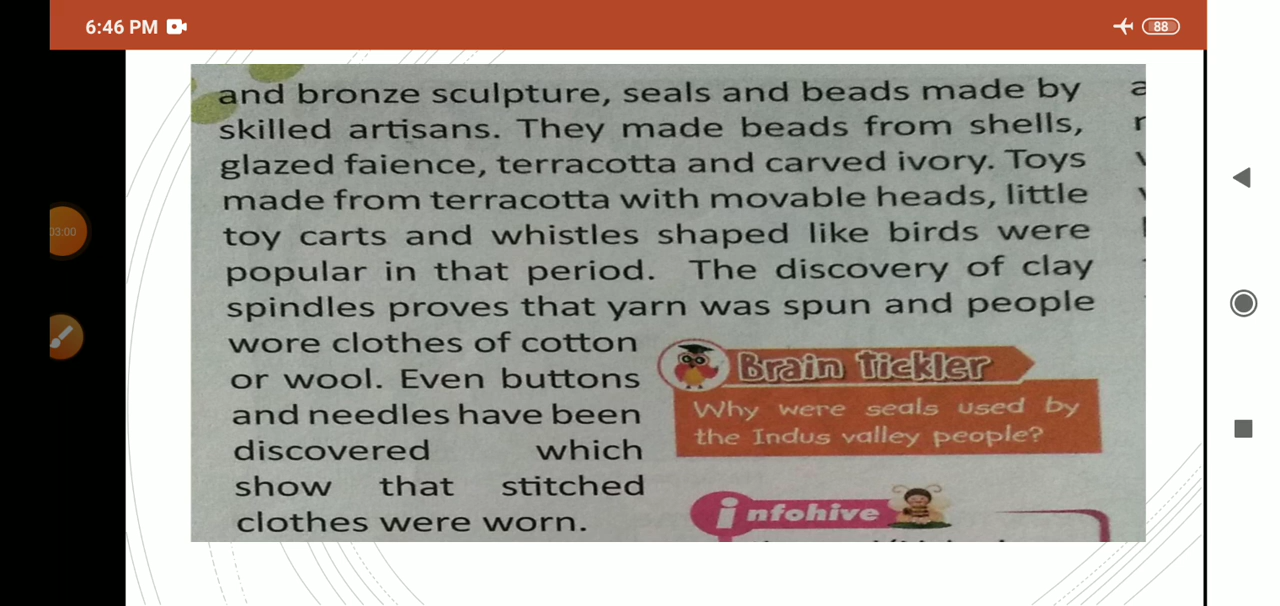 6:46 PM
88
03:00
and bronze sculpture, seals and beads made by
skilled artisans. They made beads from shells,
glazed faience, terracotta and carved ivory. Toys
made from terracotta with movable heads, little
toy carts and whistles shaped like birds were
popular in that period. The discovery of clay
spindles proves that yarn was spun and people
wore clothes of cotton
or wool. Even buttons
and needles have been
discovered which
show that stitched
clothes were worn.
Brain Tickler
Why were seals used by
the Indus valley people?
infohive